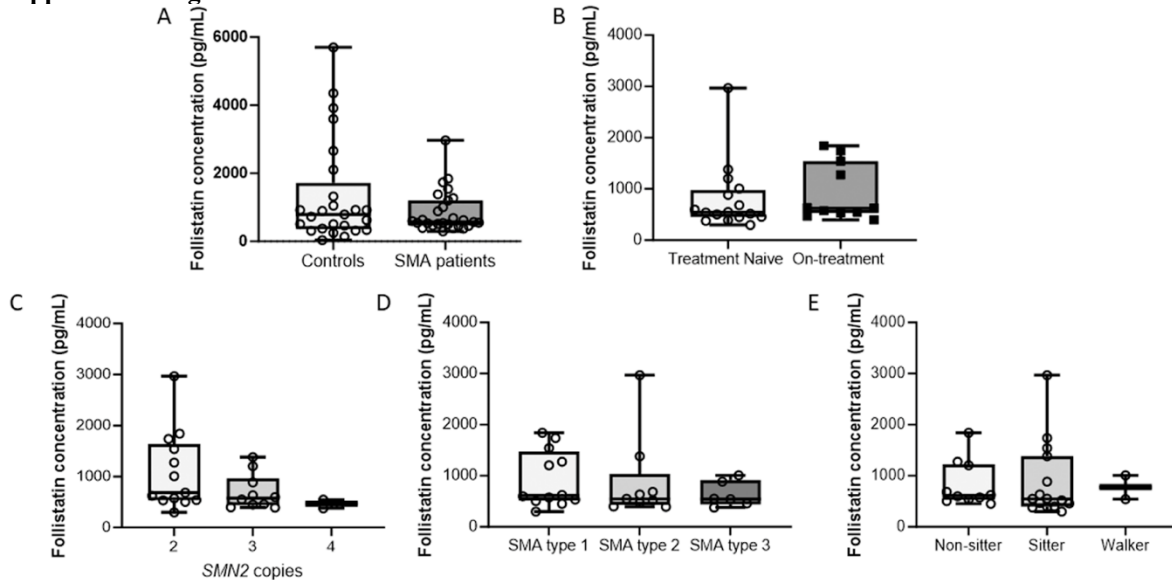 A
Follistatin concentration (pg/mL)
6000
4000
2000
0
Controls
SMA patients
B
Follistatin concentration (pg/mL)
4000
3000
2000
1000
0
Treatment Naive
On-treatment
C
Follistatin concentration (pg/mL)
4000
3000
2000
1000
0
2
3
4
SMN2 copies
D
Follistatin concentration (pg/mL)
4000
3000
2000
1000
0
SMA type 1
SMA type 2
SMA type 3
E
Follistatin concentration (pg/mL)
4000
3000
2000
1000
0
Non-sitter
Sitter
Walker